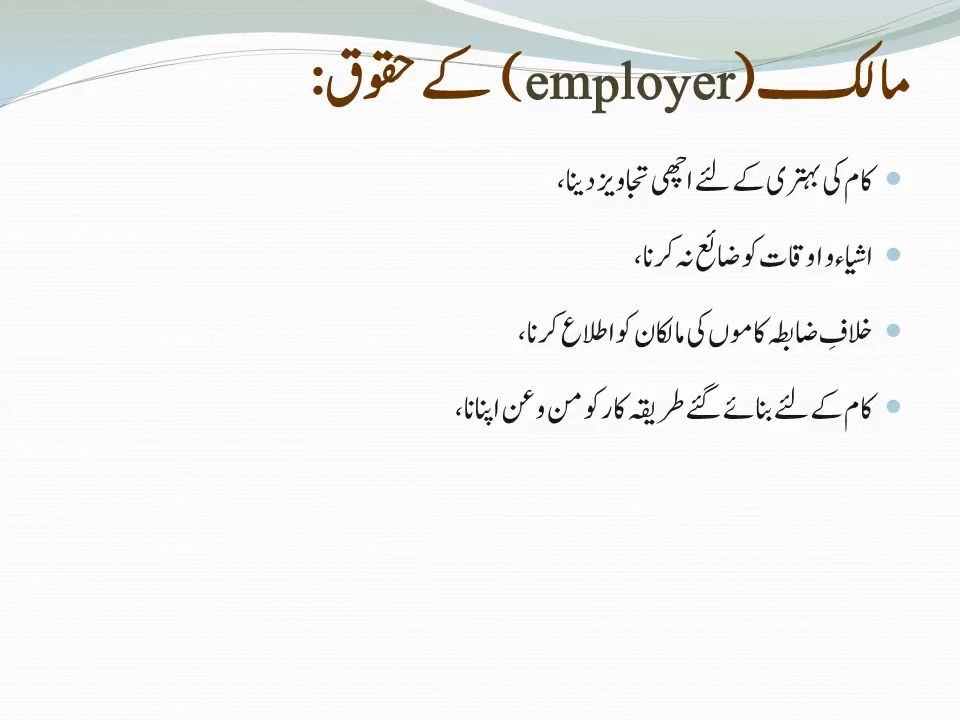 مالک (employer) کے حقوق:
کام کی بہتری کے لئے اچھی تجاویز دینا،
اشیاء و اوقات کو ضائع نہ کرنا،
خلافِ ضابطہ کاموں کی مالکان کو اطلاع کرنا،
کام کے لئے بنائے گئے طریقہ کار کو من و عن اپنانا،